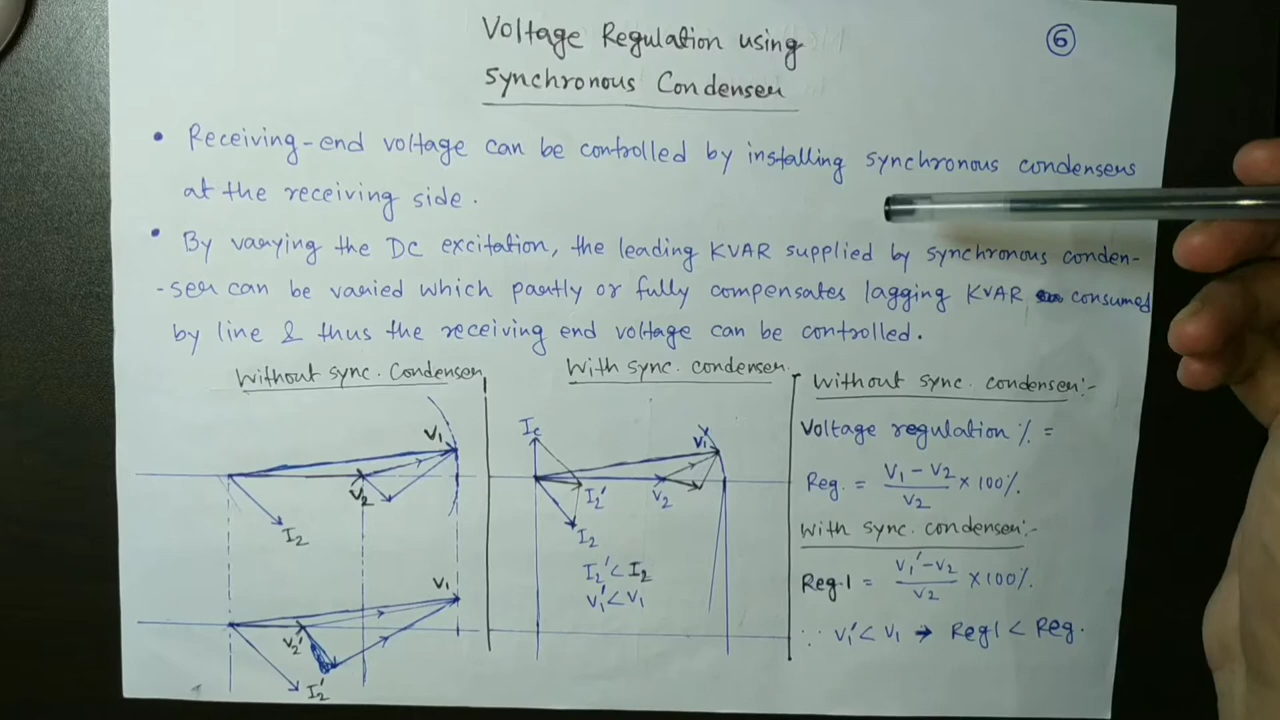 Voltage Regulation using
Synchronous Condenser
6
• Receiving-end voltage can be controlled by installing synchronous condensers
at the receiving side.
• By varying the DC excitation, the leading KVAR supplied by synchronous conden-
-ser can be varied which partly or fully compensates lagging KVAR consumed
by line & thus the receiving end voltage can be controlled.
Without sync. Condenser
V₁
V₂
I₂
V₁
V₂'
I₂'
With sync. condenser
Ic
V₁'
I₂'
V₂
I₂
I₂' < I₂
V₁' < V₁
Without sync. condenser:-
Voltage regulation % =
Reg. = V₁ - V₂ / V₂ × 100%.
With sync. condenser:-
Reg1 = V₁' - V₂ / V₂ × 100%.
∵ V₁' < V₁ → Reg1 < Reg.